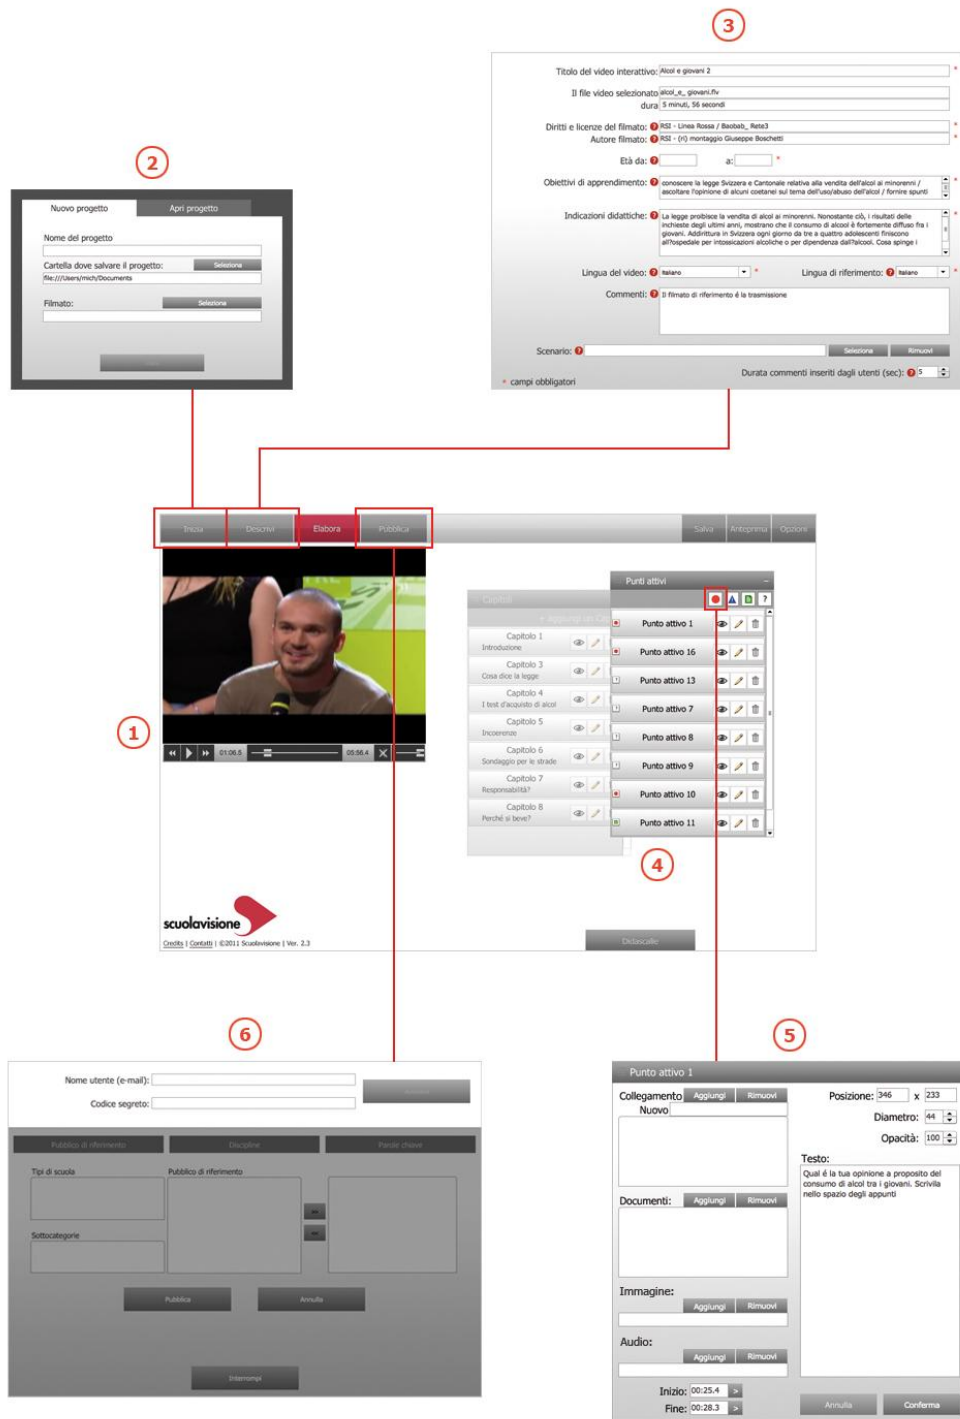 3
Titolo del video interattivo: Alcol e giovani 2 *
Il file video selezionato alcol_e_ giovani.flv
dura 5 minuti, 56 secondi
Diritti e licenze del filmato: ? RSI - Linea Rossa / Baobab_ Rete3 *
Autore filmato: ? RSI - (ri) montaggio Giuseppe Boschetti *
Età da: ? a: *
Obiettivi di apprendimento: ? conoscere la legge Svizzera e Cantonale relativa alla vendita dell'alcol ai minorenni / *
ascoltare l'opinione di alcuni coetanei sul tema dell'uso/abuso dell'alcol / fornire spunti
Indicazioni didattiche: ? La legge proibisce la vendita di alcol ai minorenni. Nonostante ciò, i risultati delle *
inchieste degli ultimi anni, mostrano che il consumo di alcol è fortemente diffuso fra i
giovani. Addirittura in Svizzera ogni giorno da tre a quattro adolescenti finiscono
all?ospedale per intossicazioni alcoliche o per dipendenza dall?alcool. Cosa spinge i
Lingua del video: ? Italiano * Lingua di riferimento: ? Italiano *
Commenti: ? Il filmato di riferimento é la trasmissione
Scenario: ? Seleziona Rimuovi
Durata commenti inseriti dagli utenti (sec): ? 5
* campi obbligatori
2
Nuovo progetto Apri progetto
Nome del progetto
Cartella dove salvare il progetto: Seleziona
file:///Users/mich/Documents
Filmato: Seleziona
Inizia Descrivi Elabora Pubblica Salva Anteprima Opzioni
1
01:06.5 05:56.4
scuolavisione
Credits | Contatti | ©2011 Scuolavisione | Ver. 2.3
Capitoli
+ Aggiungi un Ca
Capitolo 1
Introduzione
Capitolo 3
Cosa dice la legge
Capitolo 4
I test d'acquisto di alcol
Capitolo 5
Incoerenze
Capitolo 6
Sondaggio per le strade
Capitolo 7
Responsabilità?
Capitolo 8
Perché si beve?
Punti attivi –
?
Punto attivo 1
Punto attivo 16
Punto attivo 13
Punto attivo 7
Punto attivo 8
Punto attivo 9
Punto attivo 10
Punto attivo 11
4
Didascalie
6
Nome utente (e-mail):
Codice segreto:
Pubblico di riferimento Discipline Parole chiave
Tipi di scuola Pubblico di riferimento
Sottocategorie
Pubblica Annulla
Interrompi
5
Punto attivo 1
Collegamento Aggiungi Rimuovi
Nuovo
Documenti: Aggiungi Rimuovi
Immagine:
Aggiungi Rimuovi
Audio:
Aggiungi Rimuovi
Inizio: 00:25.4 >
Fine: 00:28.3 >
Posizione: 346 x 233
Diametro: 44
Opacità: 100
Testo:
Qual é la tua opinione a proposito del
consumo di alcol tra i giovani. Scrivila
nello spazio degli appunti
Annulla Conferma